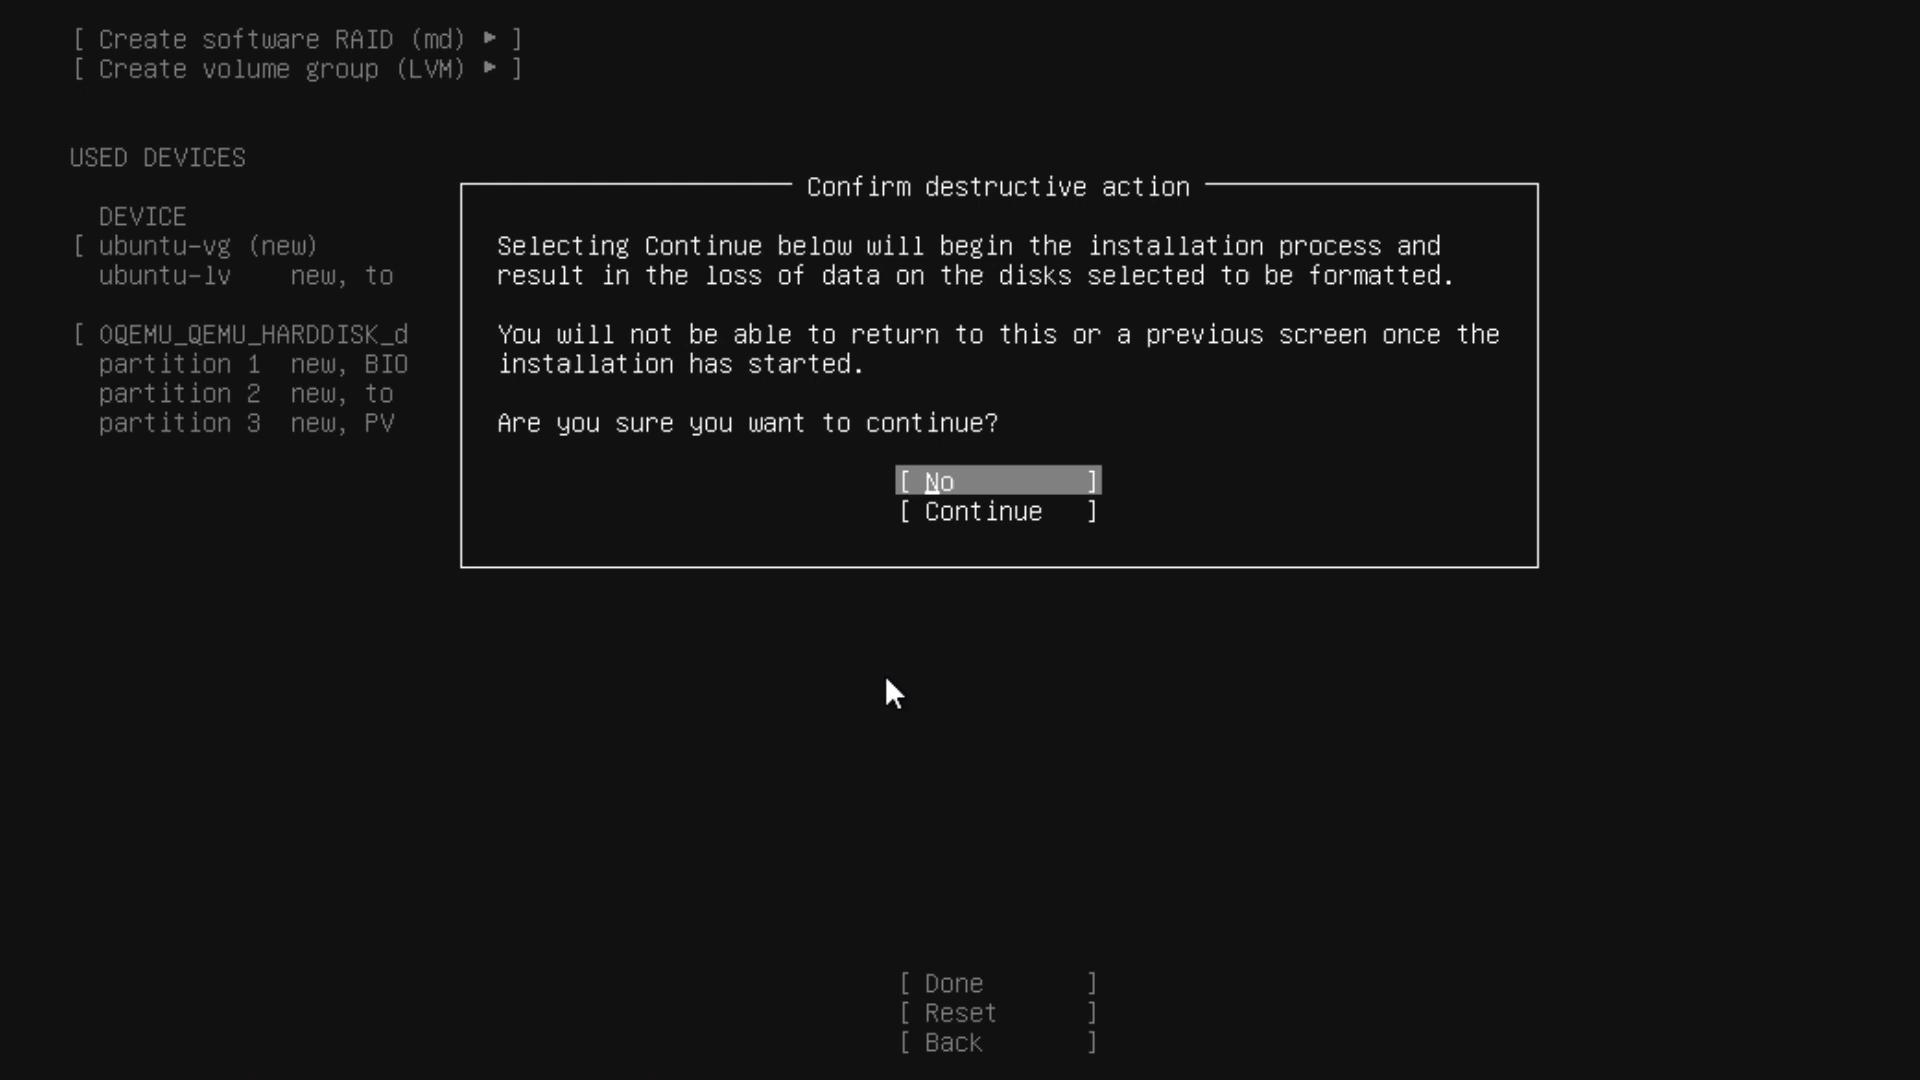 [ Create software RAID (md) ▸ ]
[ Create volume group (LVM) ▸ ]
USED DEVICES
DEVICE
[ ubuntu-vg (new)
ubuntu-lv new, to
[ 0QEMU_QEMU_HARDDISK_d
partition 1 new, BIO
partition 2 new, to
partition 3 new, PV
Confirm destructive action
Selecting Continue below will begin the installation process and
result in the loss of data on the disks selected to be formatted.
You will not be able to return to this or a previous screen once the
installation has started.
Are you sure you want to continue?
[ No ]
[ Continue ]
[ Done ]
[ Reset ]
[ Back ]